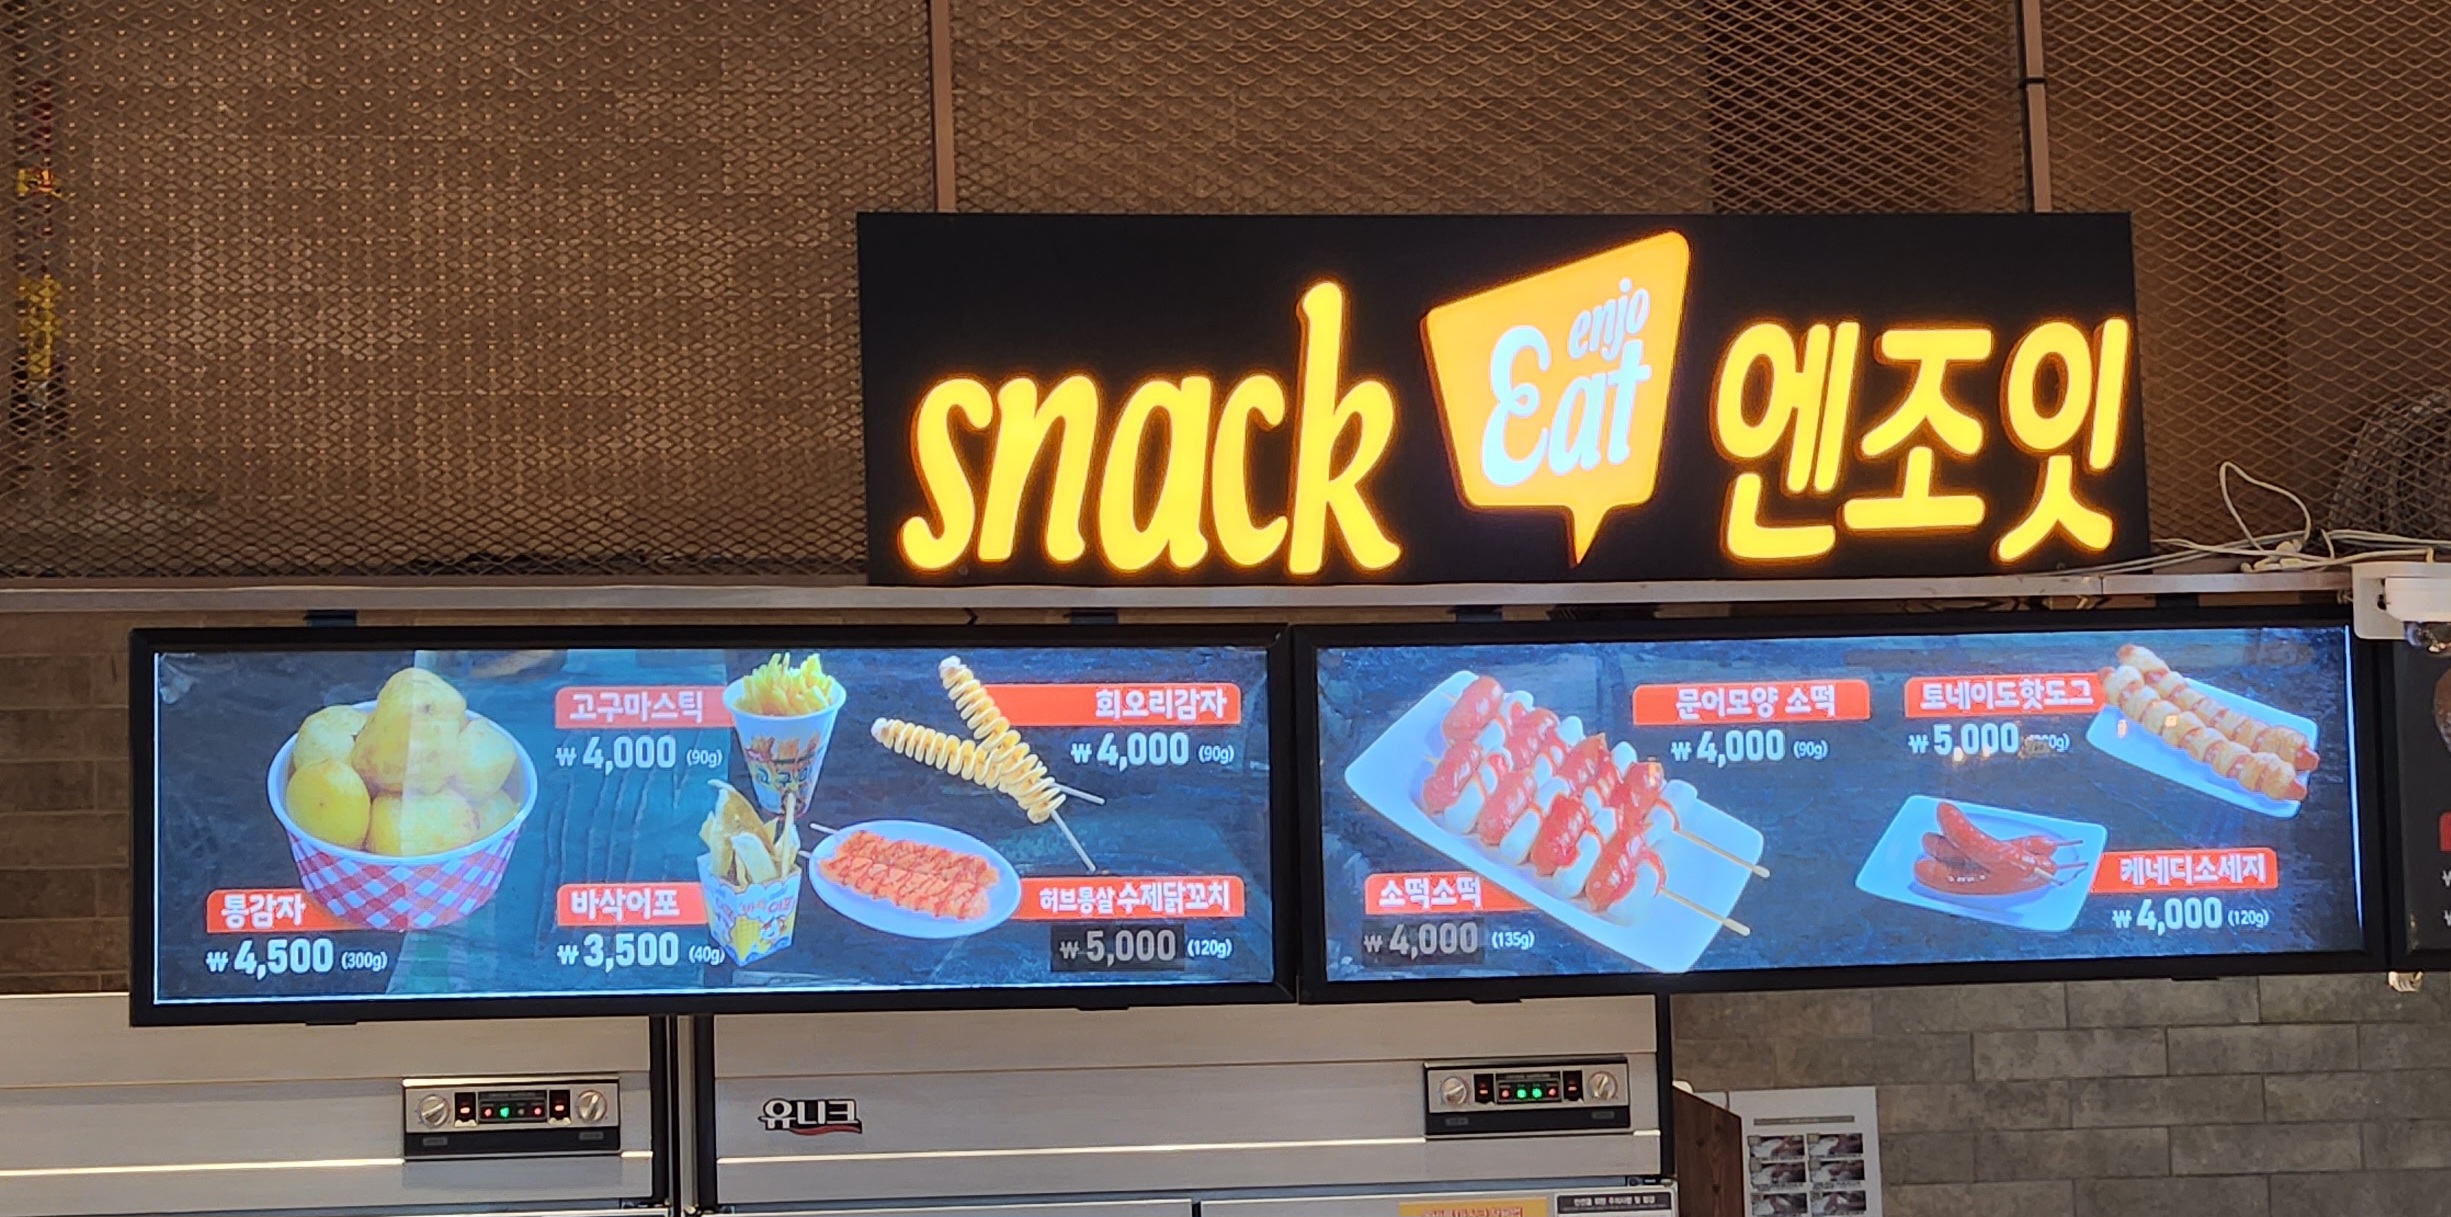 snack
enjo
Eat
엔조잇
고구마스틱
₩4,000 (90g)
회오리감자
₩4,000 (90g)
통감자
₩4,500 (300g)
바삭어포
₩3,500 (40g)
허브통살 수제닭꼬치
₩5,000 (120g)
문어모양 소떡
₩4,000 (90g)
토네이도핫도그
₩5,000
소떡소떡
₩4,000 (135g)
케네디소세지
₩4,000 (120g)
유니크